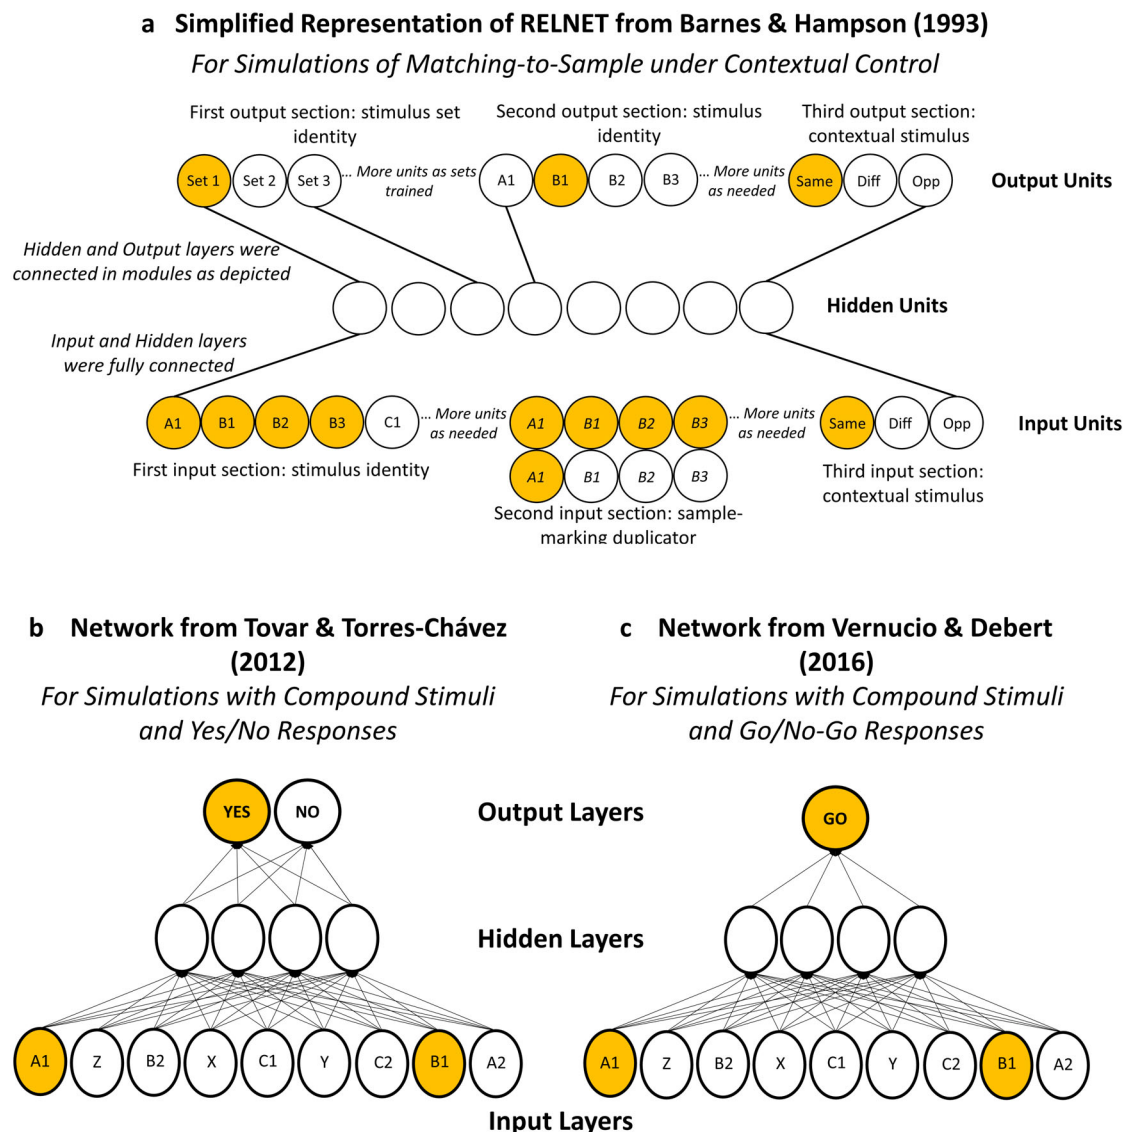 a Simplified Representation of RELNET from Barnes & Hampson (1993)
For Simulations of Matching-to-Sample under Contextual Control
First output section: stimulus set
identity
Second output section: stimulus
identity
Third output section:
contextual stimulus
Set 1 Set 2 Set 3 ... More units as sets
trained
A1 B1 B2 B3 ... More units
as needed
Same Diff Opp
Output Units
Hidden and Output layers were
connected in modules as depicted
Hidden Units
Input and Hidden layers
were fully connected
A1 B1 B2 B3 C1 ... More units
as needed
A1 B1 B2 B3 ... More units
as needed
A1 B1 B2 B3
Same Diff Opp
Input Units
First input section: stimulus identity
Second input section: sample-
marking duplicator
Third input section:
contextual stimulus
b Network from Tovar & Torres-Chávez
(2012)
For Simulations with Compound Stimuli
and Yes/No Responses
c Network from Vernucio & Debert
(2016)
For Simulations with Compound Stimuli
and Go/No-Go Responses
YES NO
Output Layers
GO
Hidden Layers
A1 Z B2 X C1 Y C2 B1 A2
A1 Z B2 X C1 Y C2 B1 A2
Input Layers